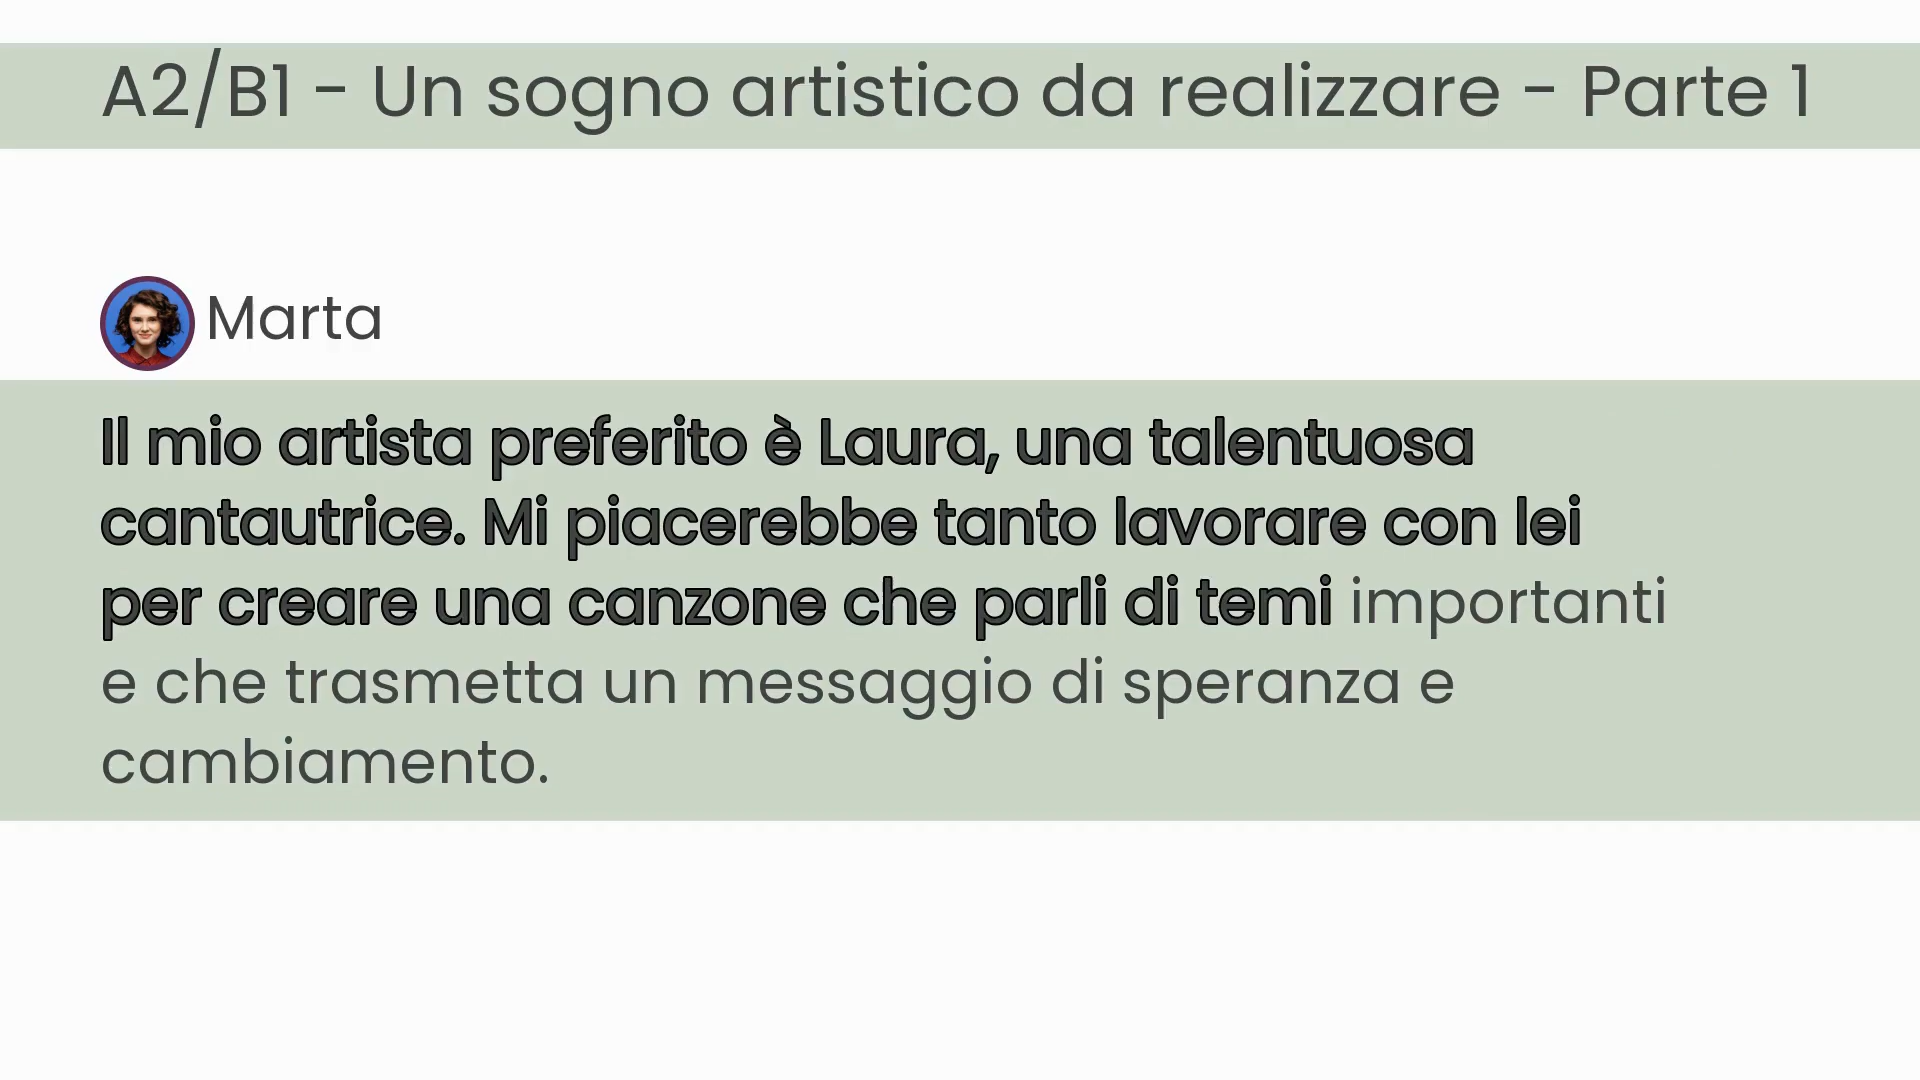 A2/B1 - Un sogno artistico da realizzare - Parte 1
Marta
Il mio artista preferito è Laura, una talentuosa
cantautrice. Mi piacerebbe tanto lavorare con lei
per creare una canzone che parli di temi importanti
e che trasmetta un messaggio di speranza e
cambiamento.